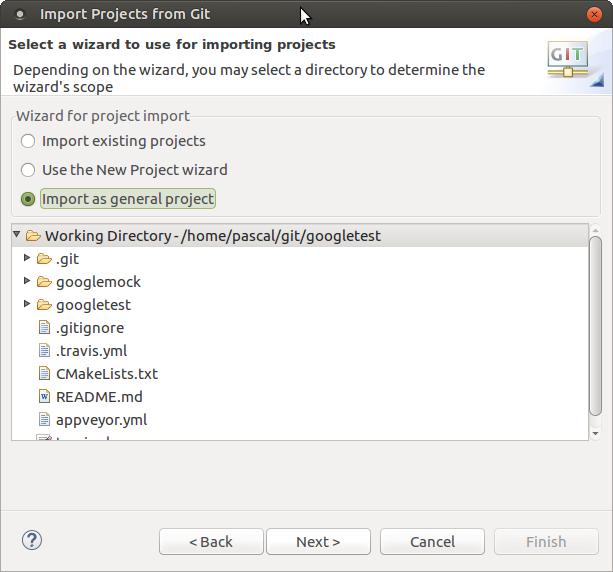 Import Projects from Git
Select a wizard to use for importing projects
Depending on the wizard, you may select a directory to determine the
wizard's scope
GIT
Wizard for project import
Import existing projects
Use the New Project wizard
Import as general project
Working Directory - /home/pascal/git/googletest
.git
googlemock
googletest
.gitignore
.travis.yml
CMakeLists.txt
W README.md
appveyor.yml
? < Back Next > Cancel Finish